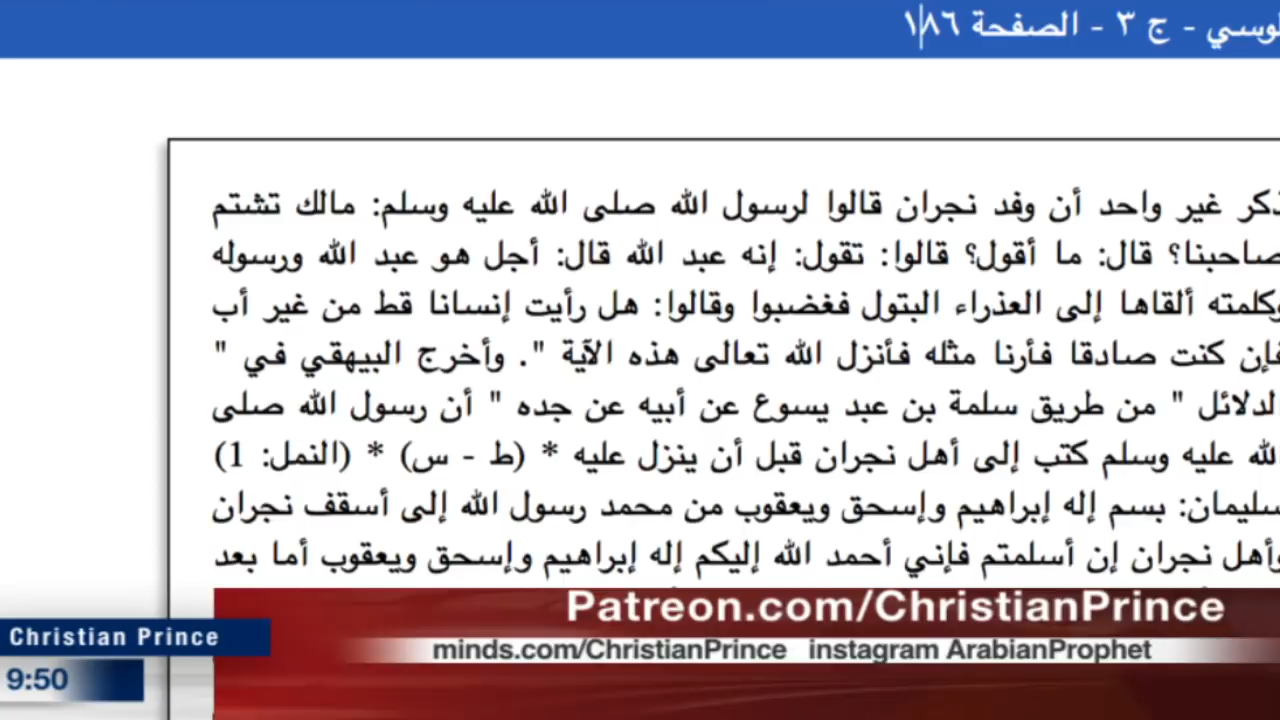 لوسي - ج ٣ - الصفحة ١٨٦
ذكر غير واحد أن وفد نجران قالوا لرسول الله صلى الله عليه وسلم: مالك تشتم
صاحبنا؟ قال: ما أقول؟ قالوا: تقول: إنه عبد الله قال: أجل هو عبد الله ورسوله
وكلمته ألقاها إلى العذراء البتول فغضبوا وقالوا: هل رأيت إنسانا قط من غير أب
فإن كنت صادقا فأرنا مثله فأنزل الله تعالى هذه الآية ". وأخرج البيهقي في "
الدلائل " من طريق سلمة بن عبد يسوع عن أبيه عن جده " أن رسول الله صلى
الله عليه وسلم كتب إلى أهل نجران قبل أن ينزل عليه * (ط - س) * (النمل: 1)
سليمان: بسم إله إبراهيم وإسحق ويعقوب من محمد رسول الله إلى أسقف نجران
وأهل نجران إن أسلمتم فإني أحمد الله إليكم إله إبراهيم وإسحق ويعقوب أما بعد
Patreon.com/ChristianPrince
Christian Prince
minds.com/ChristianPrince instagram ArabianProphet
9:50